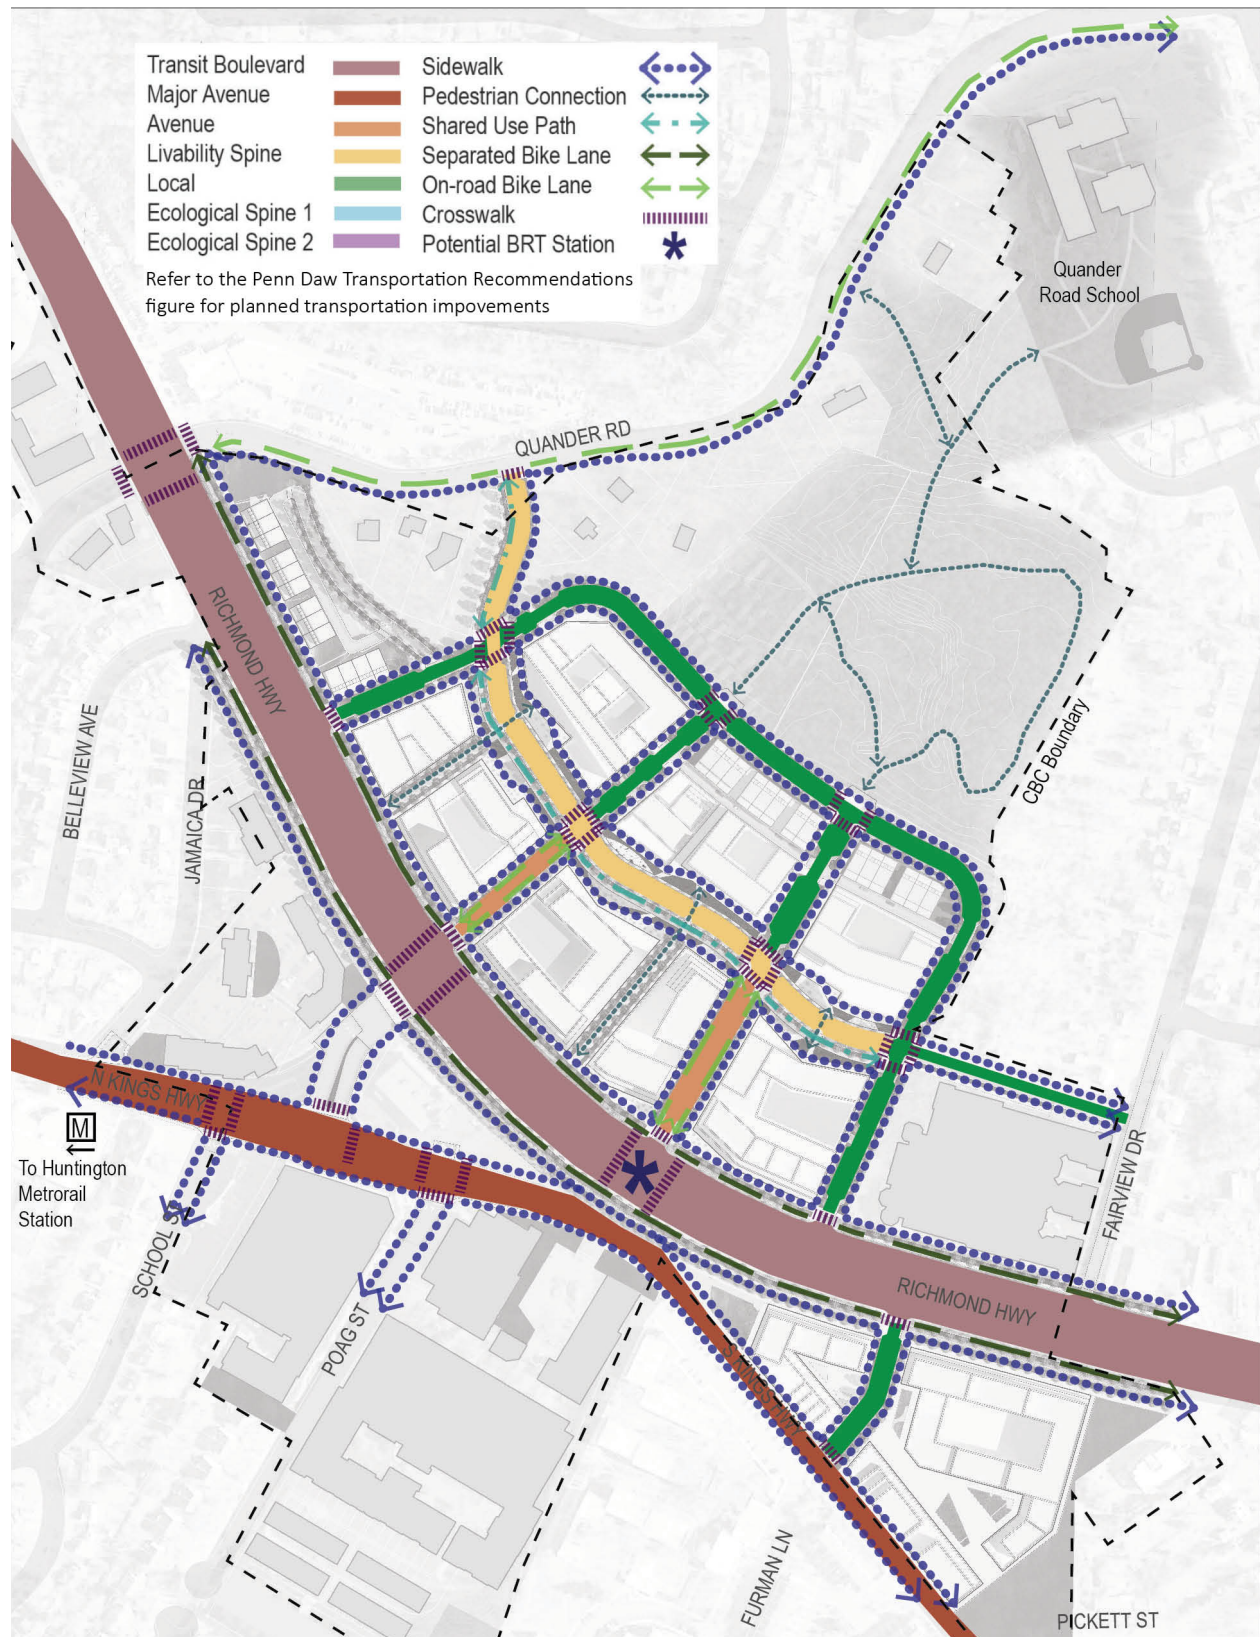 Transit Boulevard
Major Avenue
Avenue
Livability Spine
Local
Ecological Spine 1
Ecological Spine 2
Sidewalk
Pedestrian Connection
Shared Use Path
Separated Bike Lane
On-road Bike Lane
Crosswalk
Potential BRT Station
Refer to the Penn Daw Transportation Recommendations
figure for planned transportation impovements
Quander
Road School
QUANDER RD
RICHMOND HWY
BELLEVIEW AVE
JAMAICA DR
CBC Boundary
N KINGS HWY
M
To Huntington
Metrorail
Station
SCHOOL ST
POAG ST
FAIRVIEW DR
RICHMOND HWY
S KINGS HWY
FURMAN LN
PICKETT ST